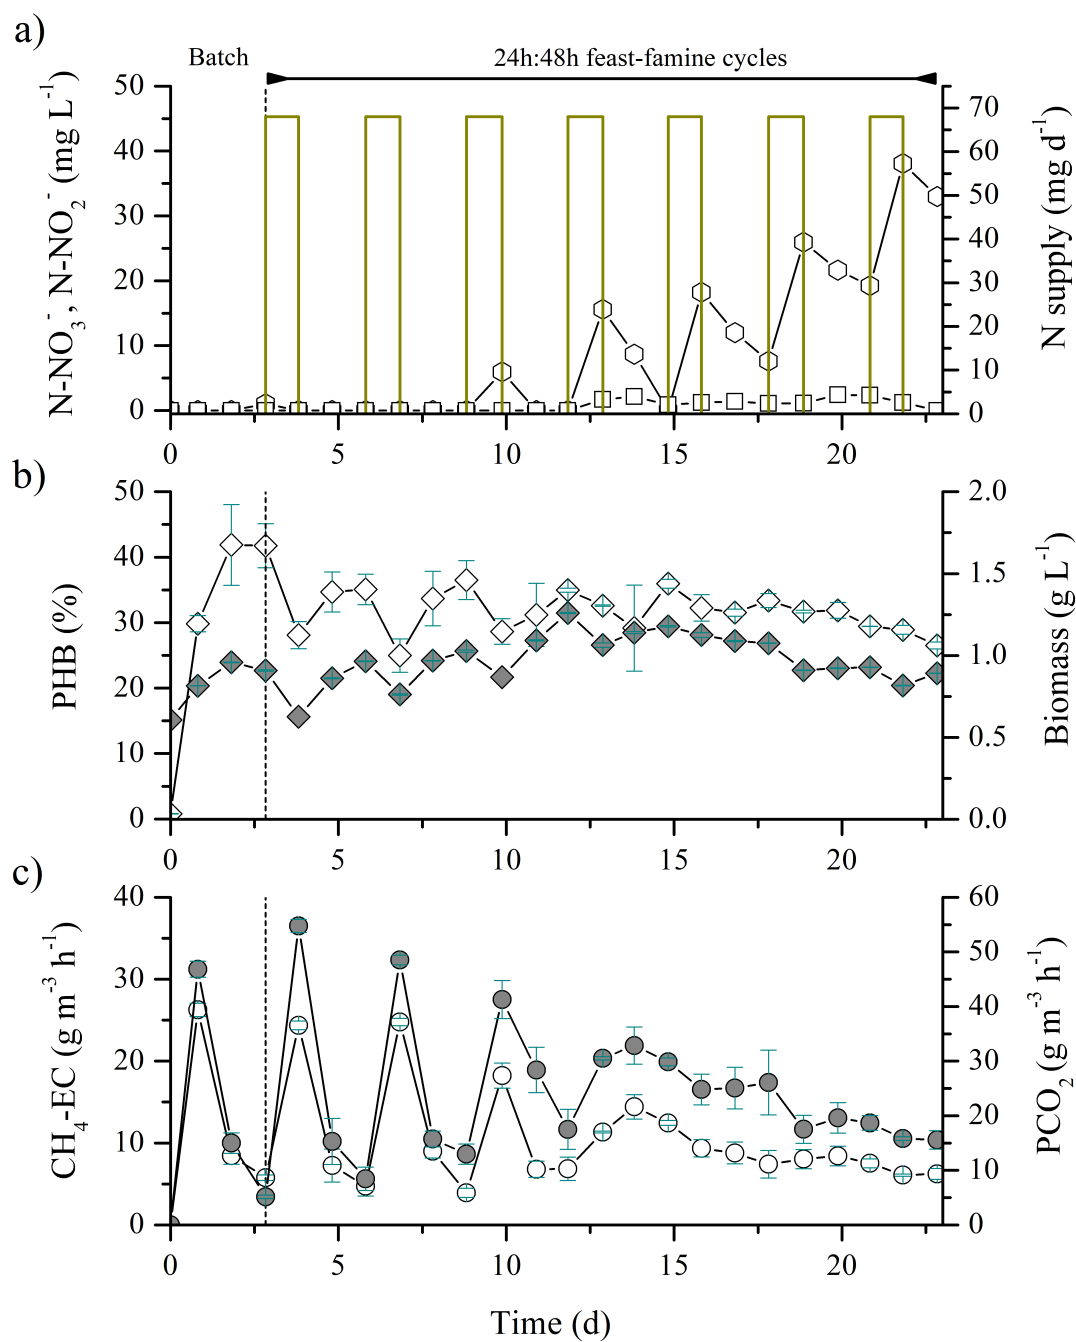 a)
Batch
24h:48h feast-famine cycles
N-NO₃⁻, N-NO₂⁻ (mg L⁻¹)
50
40
30
20
10
0
N supply (mg d⁻¹)
70
60
50
40
30
20
10
0
0 5 10 15 20
b)
PHB (%)
50
40
30
20
10
0
Biomass (g L⁻¹)
2.0
1.5
1.0
0.5
0.0
0 5 10 15 20
c)
CH₄-EC (g m⁻³ h⁻¹)
40
30
20
10
0
PCO₂ (g m⁻³ h⁻¹)
60
50
40
30
20
10
0
0 5 10 15 20
Time (d)